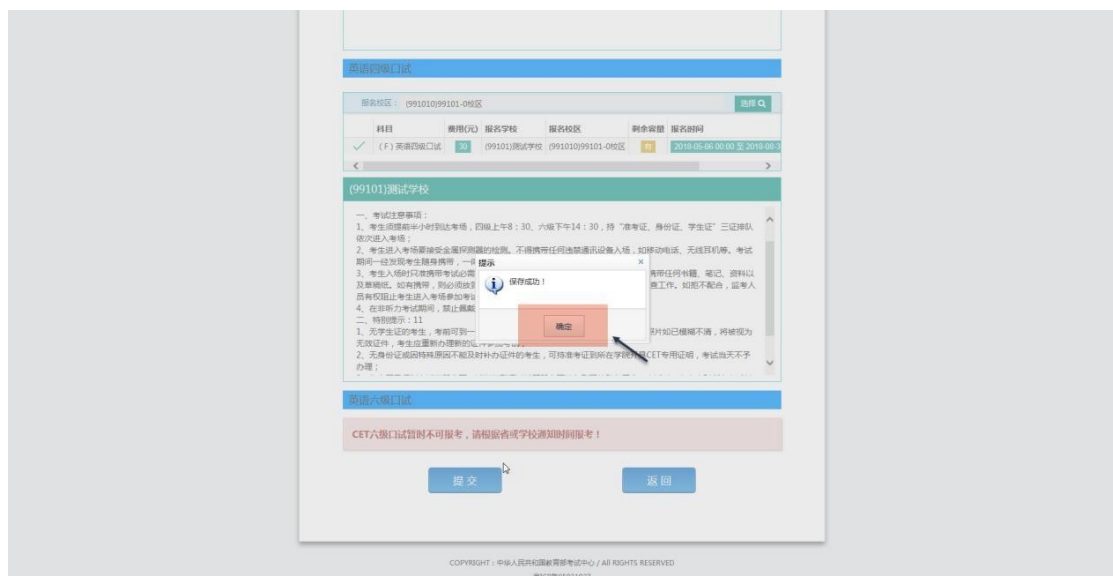 英语四级口试
报名校区： (991010)99101-0校区
选择
科目 费用(元) 报名学校 报名校区 剩余容量 报名时间
(F)英语四级口试 30 (99101)测试学校 (991010)99101-0校区 有 2018-05-06 00:00 至 2018-08-3
(99101)测试学校
一、考试注意事项：
1、考生须提前半小时到达考场，四级上午8：30，六级下午14：30，持“准考证、身份证、学生证”三证排队
依次进入考场；
2、考生进入考场要接受金属探测器的检测。不得携带任何违禁通讯设备入场，如移动电话、无线耳机等。考试
期间一经发现考生随身携带，一
3、考生入场时只准携带考试必需
携带任何书籍、笔记、资料以
及草稿纸。如有携带，则必须放到
查工作。如拒不配合，监考人
员有权阻止考生进入考场参加考试
4、在非听力考试期间，禁止佩戴
二、特别提示：11
1、无学生证的考生，考前可到一
片如已模糊不清，将被视为
无效证件，考生应重新办理新的证件
2、无身份证或因特殊原因不能及时补办证件的考生，可持准考证到所在学院开具CET专用证明，考试当天不予
办理；
提示
×
保存成功！
确定
英语六级口试
CET六级口试暂时不可报考，请根据省或学校通知时间报考！
提交
返回
COPYRIGHT：中华人民共和国教育部考试中心 / All RIGHTS RESERVED